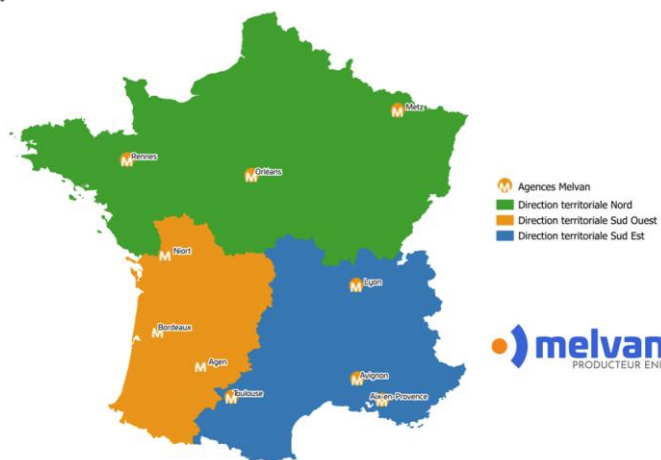 Metz
Rennes
Orléans
Agences Melvan
Direction territoriale Nord
Direction territoriale Sud Ouest
Direction territoriale Sud Est
Niort
Lyon
Bordeaux
melvan
PRODUCTEUR
Agen
Avignon
Toulouse
Aix-en-Provence